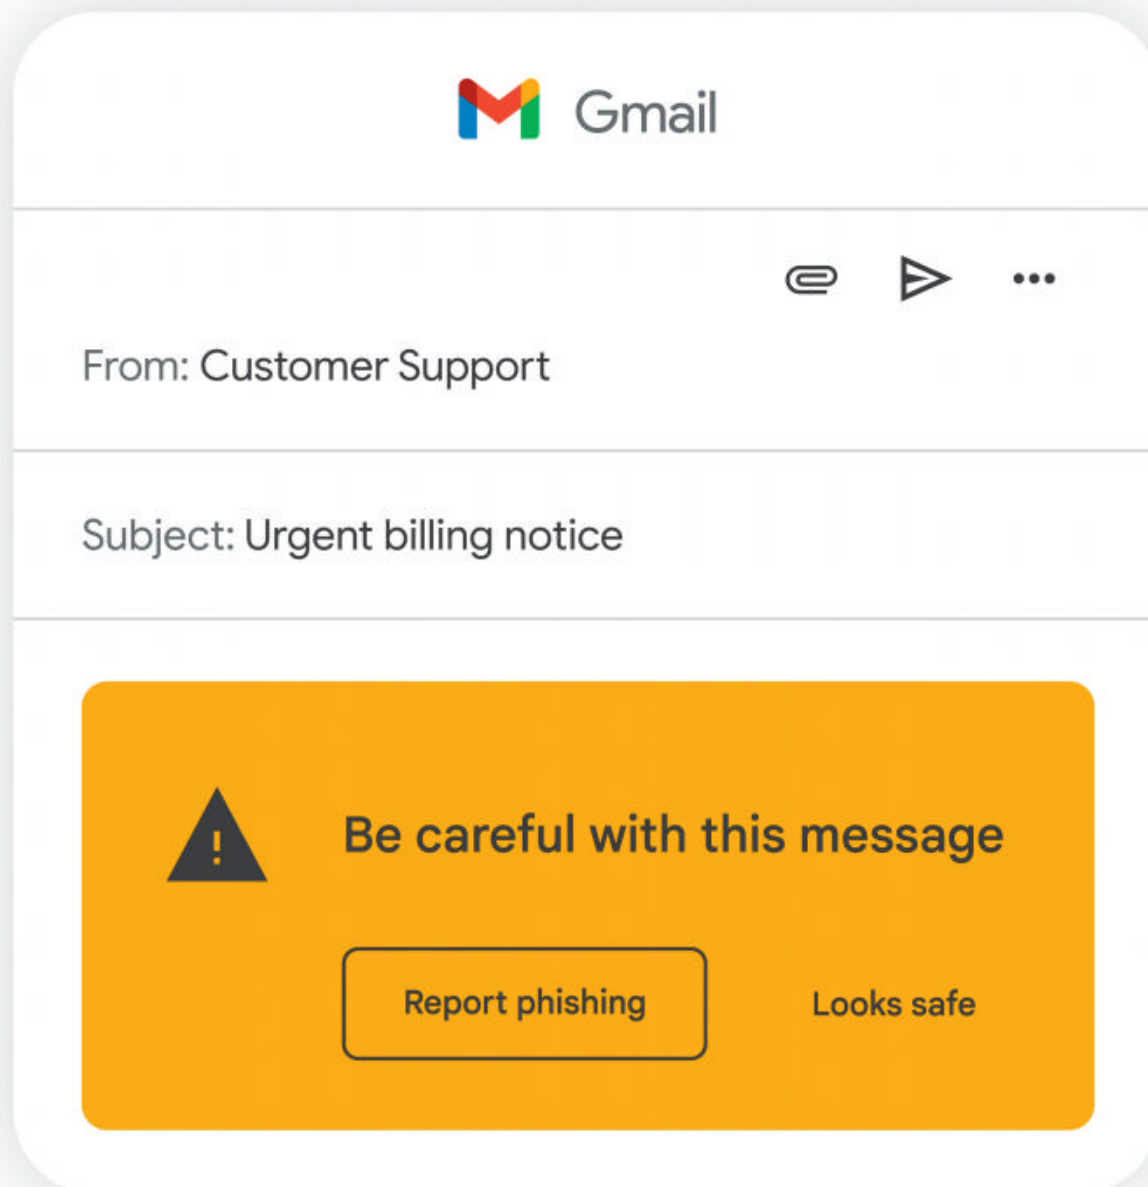 Gmail
From: Customer Support
Subject: Urgent billing notice
Be careful with this message
Report phishing
Looks safe